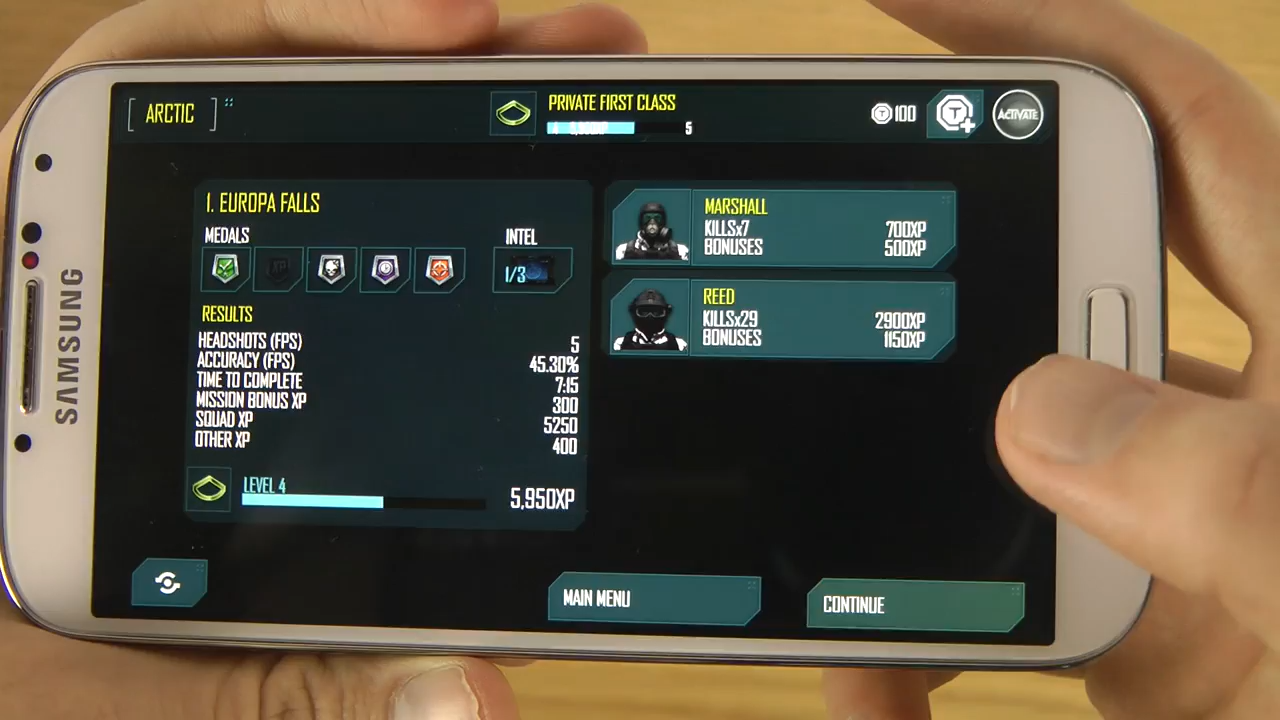 SAMSUNG
ARCTIC
PRIVATE FIRST CLASS
4
5
100
ACTIVATE
1. EUROPA FALLS
MEDALS
INTEL
1/3
RESULTS
HEADSHOTS (FPS) 5
ACCURACY (FPS) 45.30%
TIME TO COMPLETE 7:15
MISSION BONUS XP 300
SQUAD XP 5250
OTHER XP 400
LEVEL 4
5,950XP
MARSHALL
KILLSx7 700XP
BONUSES 500XP
REED
KILLSx29 2900XP
BONUSES 1150XP
MAIN MENU
CONTINUE